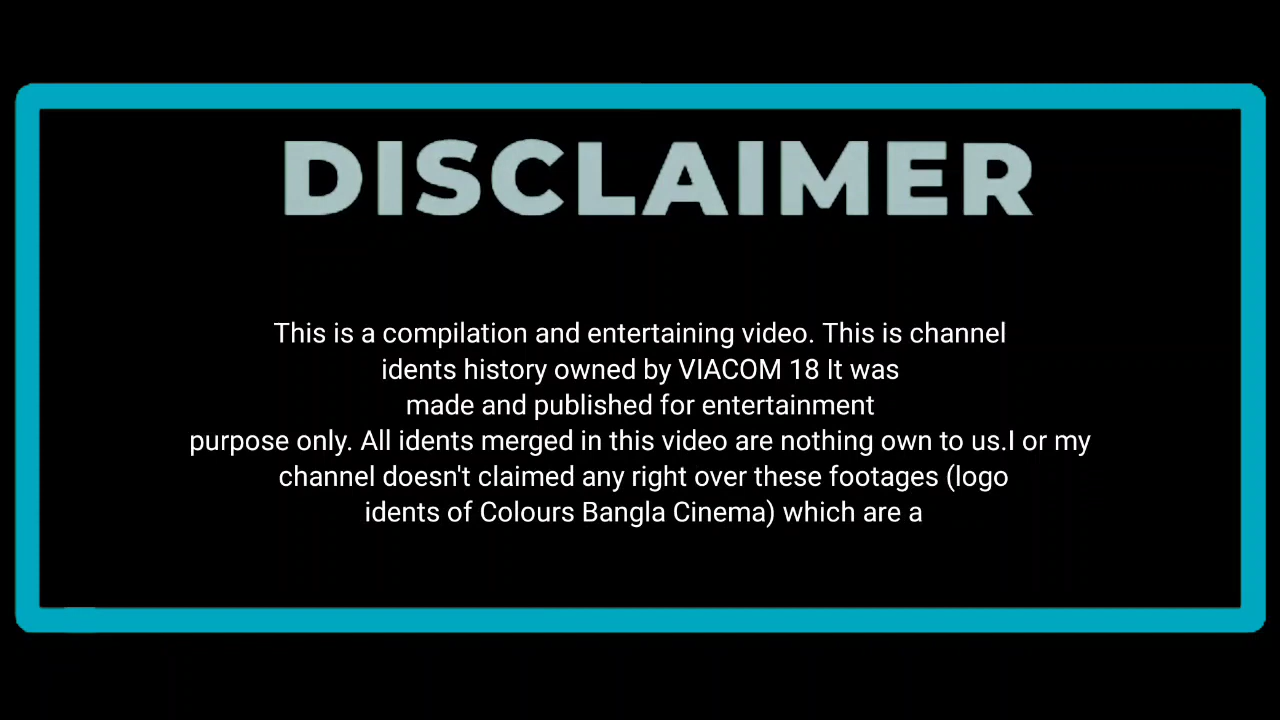 DISCLAIMER
This is a compilation and entertaining video. This is channel
idents history owned by VIACOM 18 It was
made and published for entertainment
purpose only. All idents merged in this video are nothing own to us.I or my
channel doesn't claimed any right over these footages (logo
idents of Colours Bangla Cinema) which are a